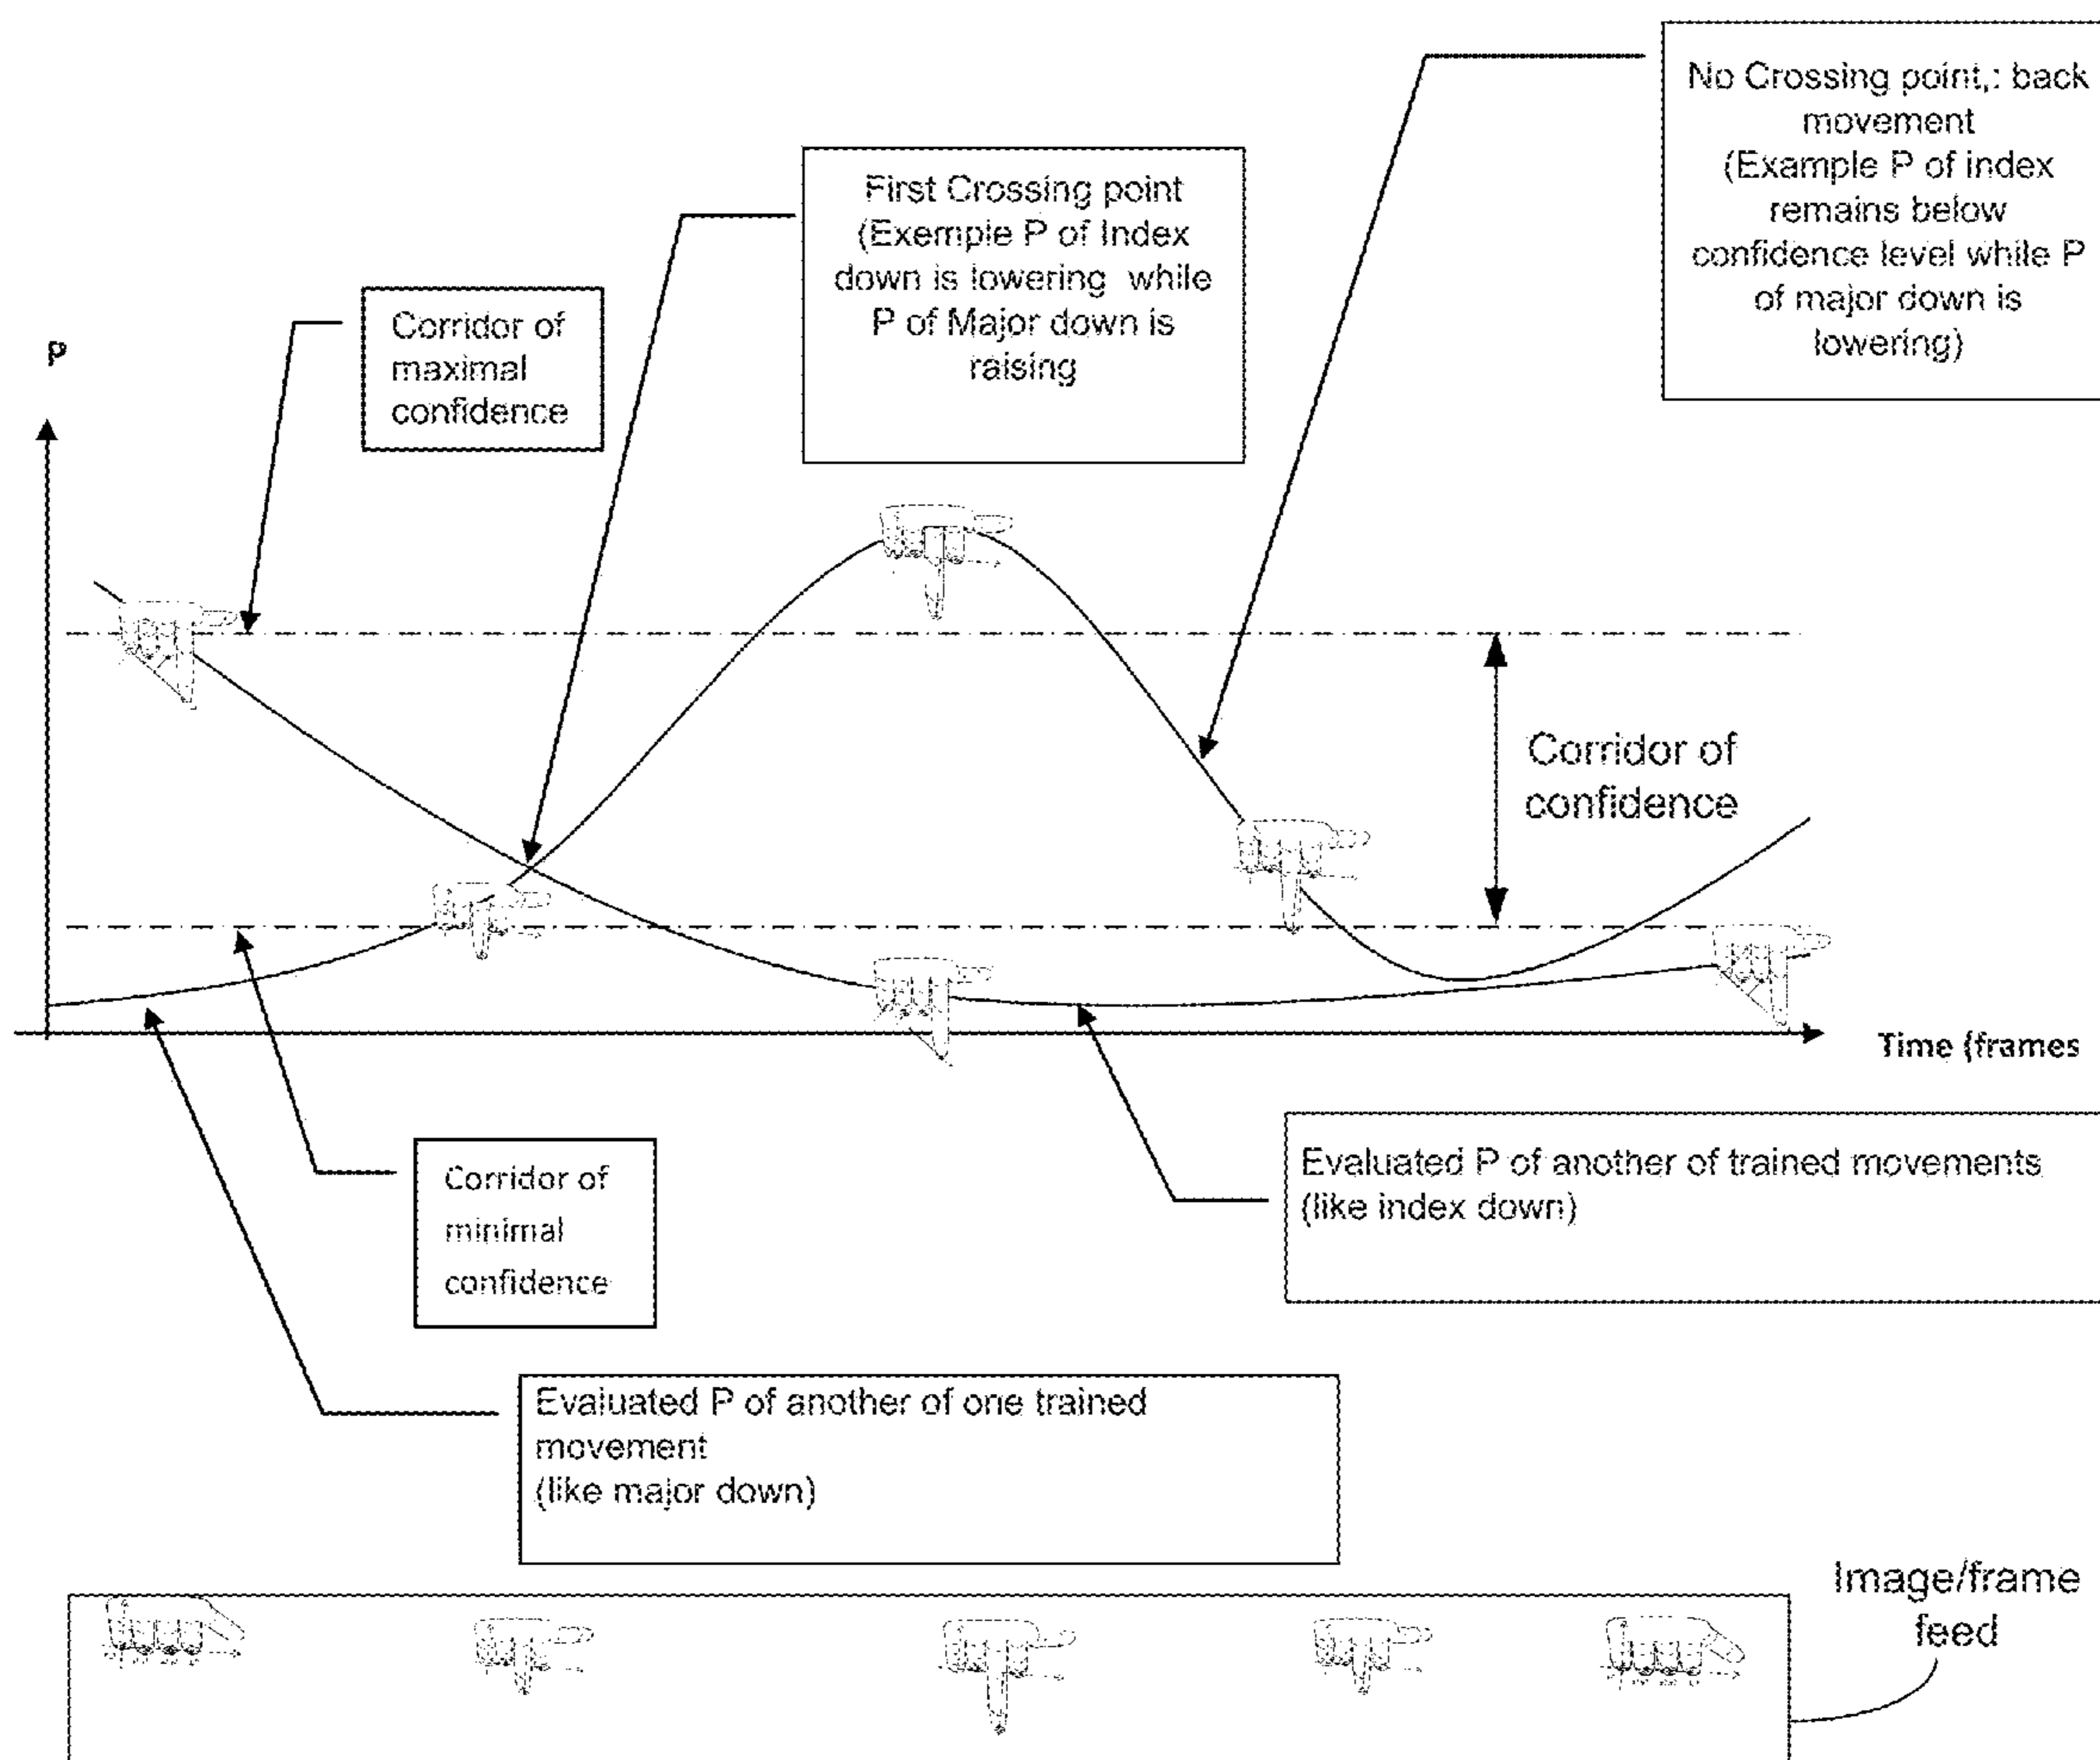 No Crossing point,: back
movement
(Example P of index
remains below
confidence level while P
of major down is
lowering)
First Crossing point
(Exemple P of Index
down is lowering while
P of Major down is
raising
Corridor of
maximal
confidence
P
Corridor of
confidence
Time (frames
Corridor of
minimal
confidence
Evaluated P of another of trained movements
(like index down)
Evaluated P of another of one trained
movement
(like major down)
Image/frame
feed